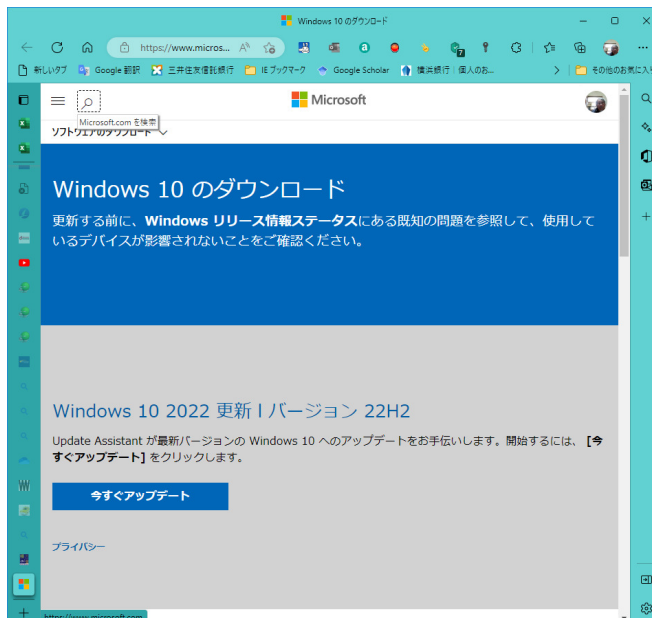 Windows 10 のダウンロード
https://www.micros...
新しいタブ Google 翻訳 三井住友信託銀行 IE ブックマーク Google Scholar 横浜銀行：個人のお... その他のお気に入り
Microsoft
Microsoft.com を検索
ソフトウェアのダウンロード
Windows 10 のダウンロード
更新する前に、Windows リリース情報ステータスにある既知の問題を参照して、使用して
いるデバイスが影響されないことをご確認ください。
Windows 10 2022 更新 l バージョン 22H2
Update Assistant が最新バージョンの Windows 10 へのアップデートをお手伝いします。開始するには、 [今
すぐアップデート] をクリックします。
今すぐアップデート
プライバシー
https://www.microsoft.com